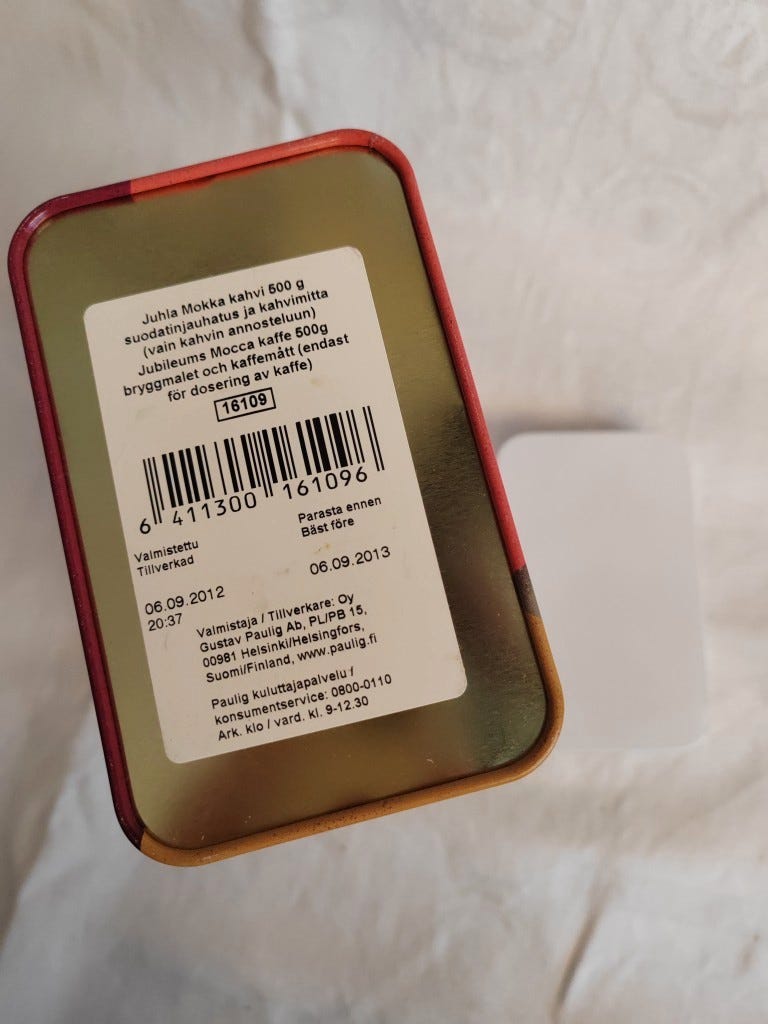 Juhla Mokka kahvi 500 g
suodatinjauhatus ja kahvimitta
(vain kahvin annosteluun)
Jubileums Mocca kaffe 500g
bryggmalet och kaffemått (endast
för dosering av kaffe)
16109
6 411300 161096
Valmistettu
Tillverkad
Parasta ennen
Bäst före
06.09.2012
20:37
06.09.2013
Valmistaja / Tillverkare: Oy
Gustav Paulig Ab, PL/PB 15,
00981 Helsinki/Helsingfors,
Suomi/Finland, www.paulig.fi
Paulig kuluttajapalvelu /
konsumentservice: 0800-0110
Ark. klo / vard. kl. 9-12.30